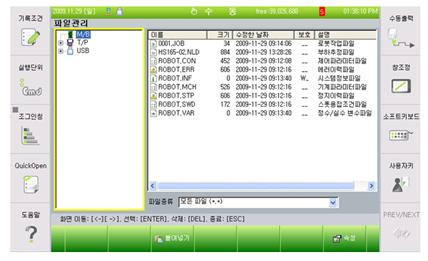 기록조건
2009.11.29 (일) free 39,025,680 S 01:38:10 PM
수동출력
파일관리
M/B
T/P
USB
이름 크기 수정한 날짜 보호 설명
0001.JOB 34 2009-11-29 09:14:06 ... 로봇작업파일
HS165-02.NLD 884 2009-11-29 13:28:26 ... 부하추정파일
ROBOT.CON 452 2009-11-29 09:12:08 ... 제어파라미터파일
ROBOT.ERR 606 2009-11-29 09:12:16 ... 에러이력파일
ROBOT.INF 0 2009-11-29 09:13:40 W.. 시스템정보파일
ROBOT.MCH 526 2009-11-29 09:12:16 ... 기계파라미터파일
ROBOT.STP 606 2009-11-29 09:12:16 ... 정지이력파일
ROBOT.SWD 172 2009-11-29 09:12:16 ... 스폿용접조건파일
ROBOT.VAR 0 2009-11-29 09:13:40 ... 정수/실수 변수파일
실행단위
Cmd
창조정
조그인칭
소프트키보드
QuickOpen
사용자키
파일종류 모든 파일 (*.*)
화면 이동: [<-][ ->], 선택: [ENTER], 삭제: [DEL], 종료: [ESC]
도움말
PREV/NEXT
붙여넣기
속성